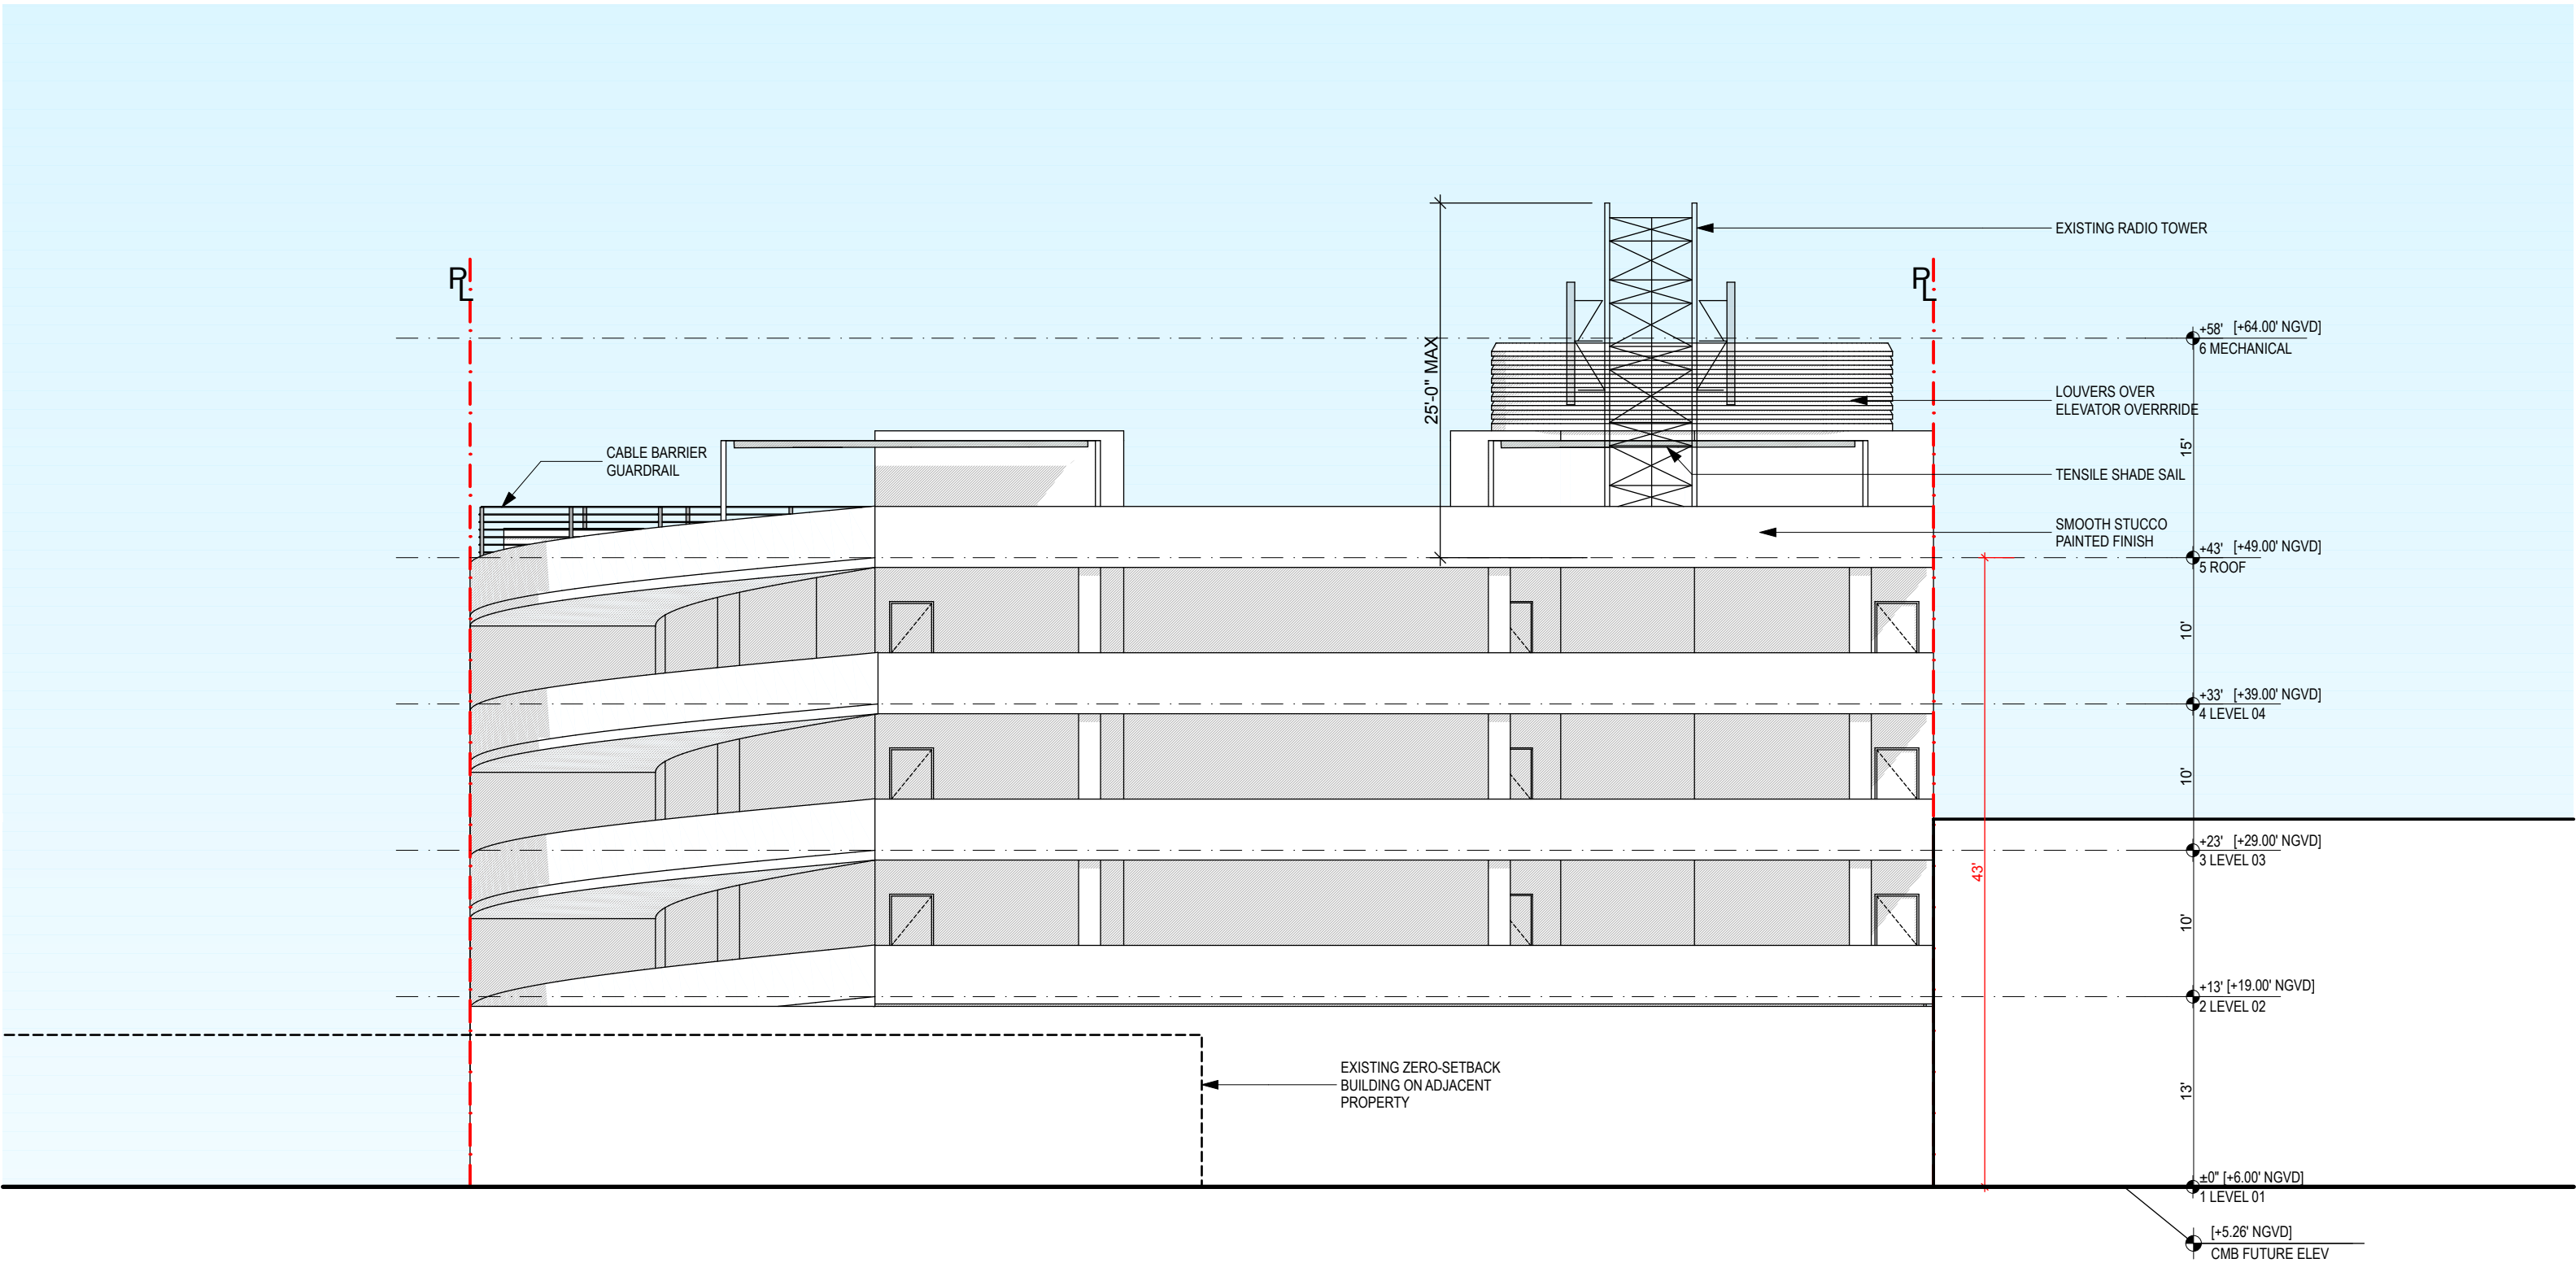 EXISTING RADIO TOWER
PL
PL
+58' [+64.00' NGVD]
6 MECHANICAL
25'-0" MAX
LOUVERS OVER
ELEVATOR OVERRRIDE
CABLE BARRIER
GUARDRAIL
15'
TENSILE SHADE SAIL
SMOOTH STUCCO
PAINTED FINISH
+43' [+49.00' NGVD]
5 ROOF
10'
+33' [+39.00' NGVD]
4 LEVEL 04
10'
+23' [+29.00' NGVD]
3 LEVEL 03
43'
10'
+13' [+19.00' NGVD]
2 LEVEL 02
EXISTING ZERO-SETBACK
BUILDING ON ADJACENT
PROPERTY
13'
±0" [+6.00' NGVD]
1 LEVEL 01
[+5.26' NGVD]
CMB FUTURE ELEV